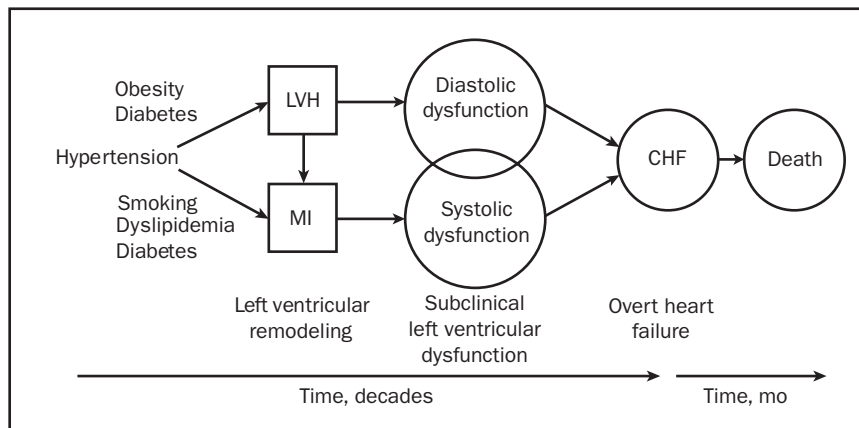 Obesity
Diabetes
Hypertension
Smoking
Dyslipidemia
Diabetes
LVH
MI
Diastolic
dysfunction
Systolic
dysfunction
CHF
Death
Left ventricular
remodeling
Subclinical
left ventricular
dysfunction
Overt heart
failure
Time, decades
Time, mo